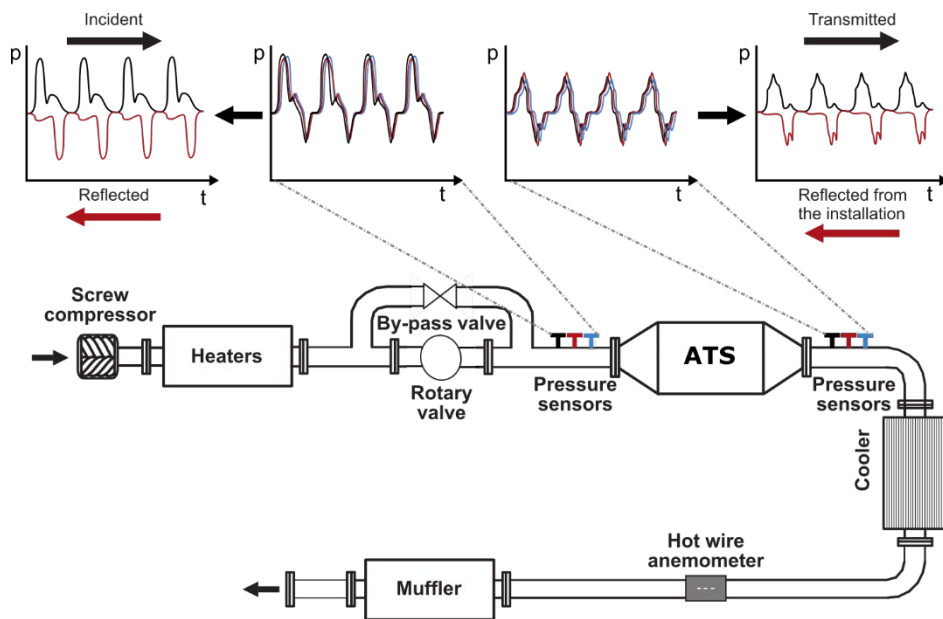 Incident
Transmitted
p
p
p
p
Reflected
t
t
t
t
Reflected from
the installation
Screw
compressor
By-pass valve
Heaters
ATS
Rotary
valve
Pressure
sensors
Pressure
sensors
Cooler
Hot wire
anemometer
Muffler